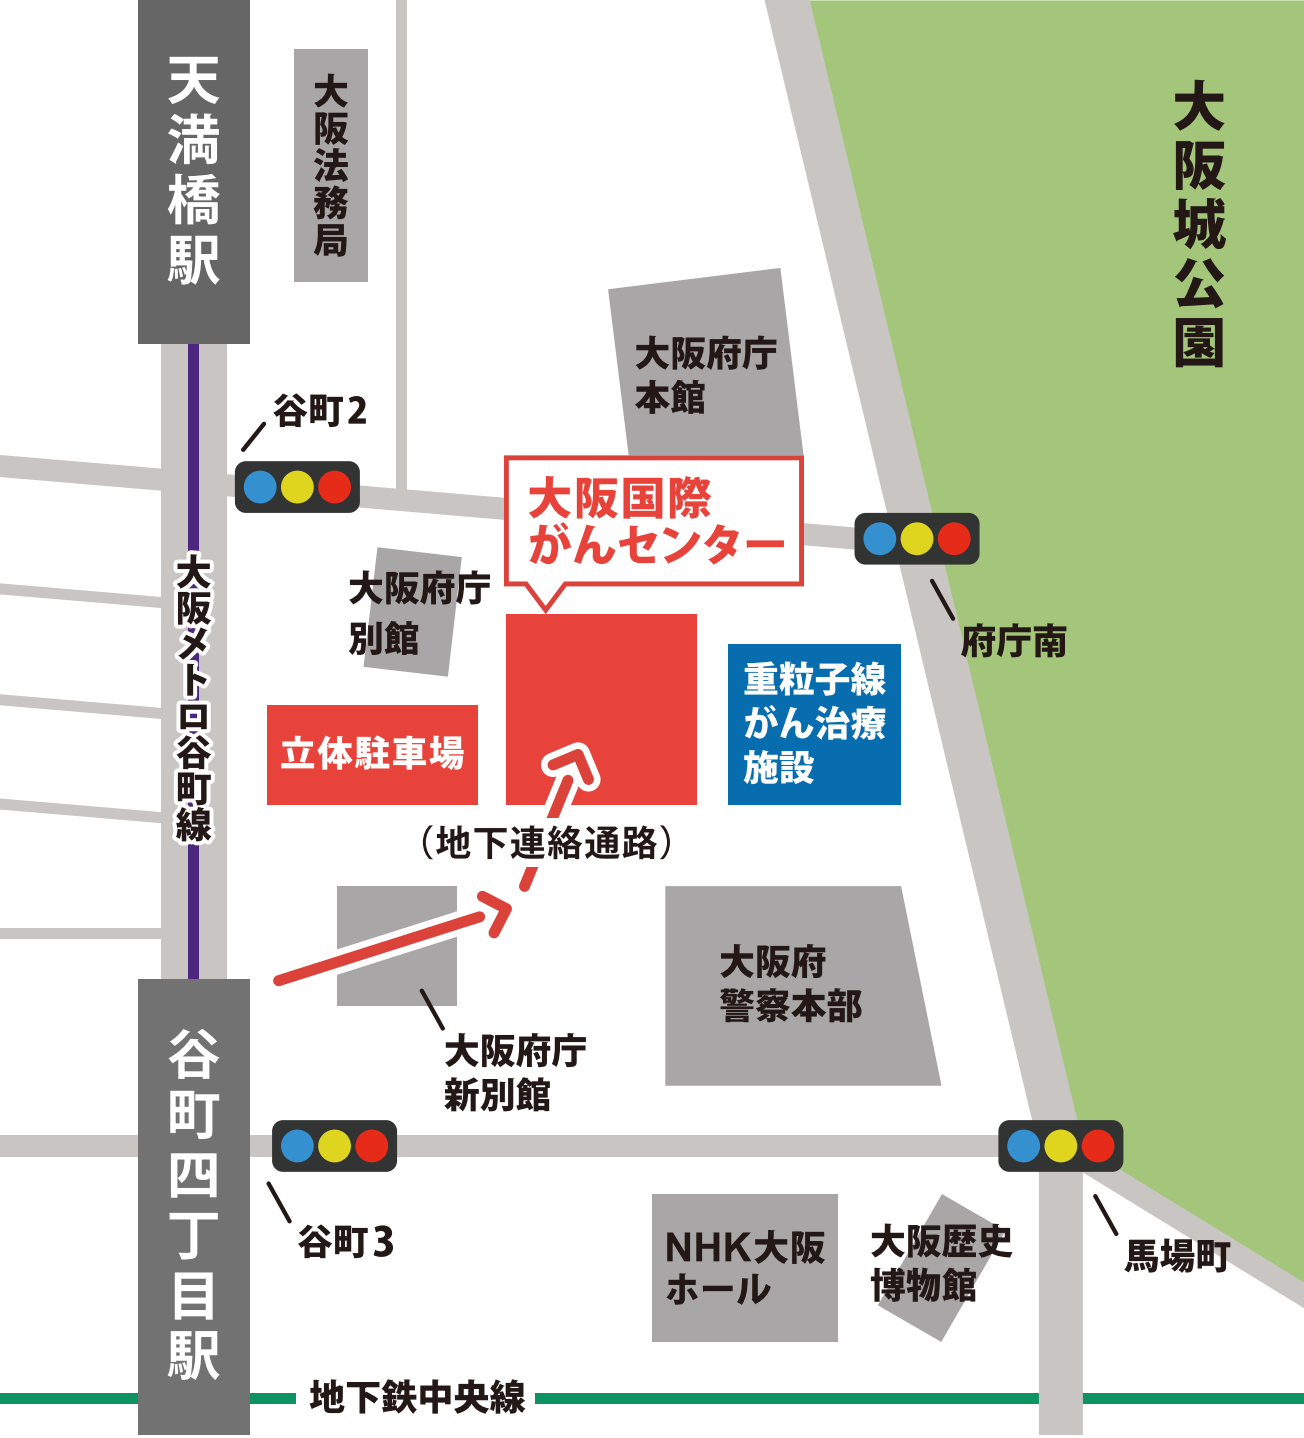 天満橋駅
大阪法務局
大阪城公園
大阪府庁
本館
谷町2
大阪国際
がんセンター
大阪府庁
別館
府庁南
大阪メトロ谷町線
重粒子線
がん治療
施設
立体駐車場
（地下連絡通路）
大阪府
警察本部
大阪府庁
新別館
谷町四丁目駅
谷町3
NHK大阪
ホール
大阪歴史
博物館
馬場町
地下鉄中央線